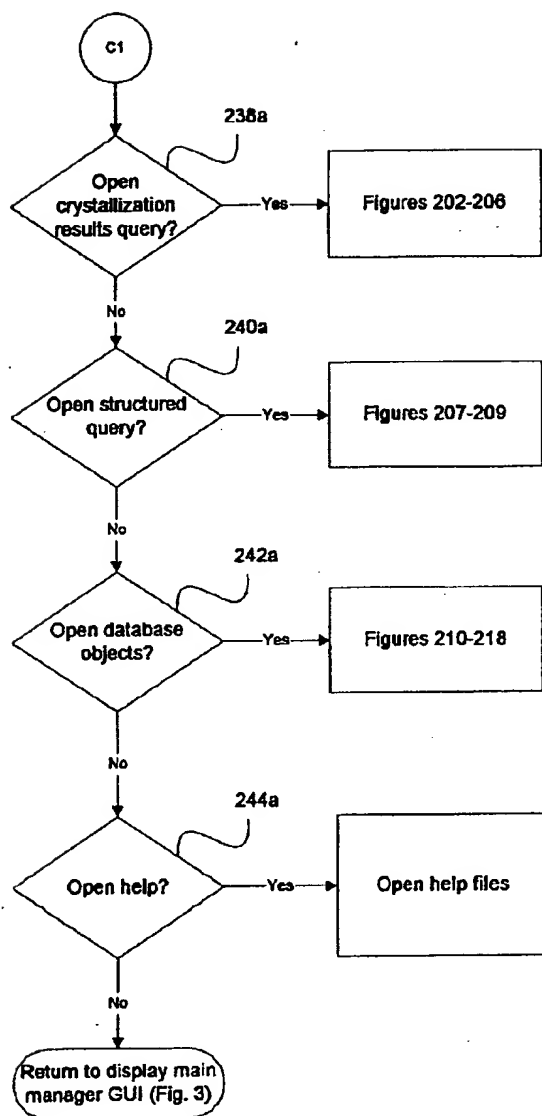 C1
238a
Open
crystallization
results query?
Yes
Figures 202-206
No
240a
Open structured
query?
Yes
Figures 207-209
No
242a
Open database
objects?
Yes
Figures 210-218
No
244a
Open help?
Yes
Open help files
No
Return to display main
manager GUI (Fig. 3)